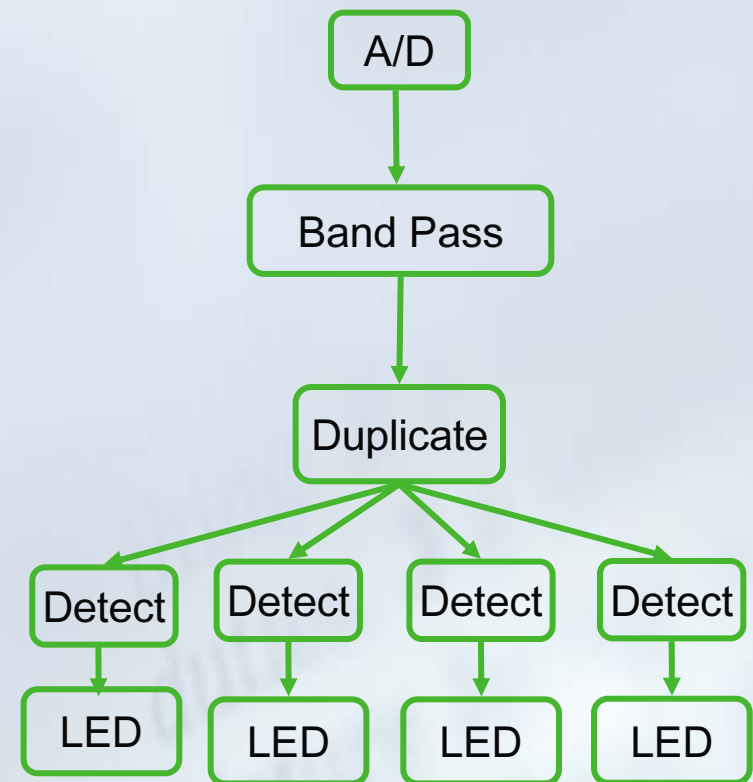 A/D
Band Pass
Duplicate
Detect
Detect
Detect
Detect
LED
LED
LED
LED